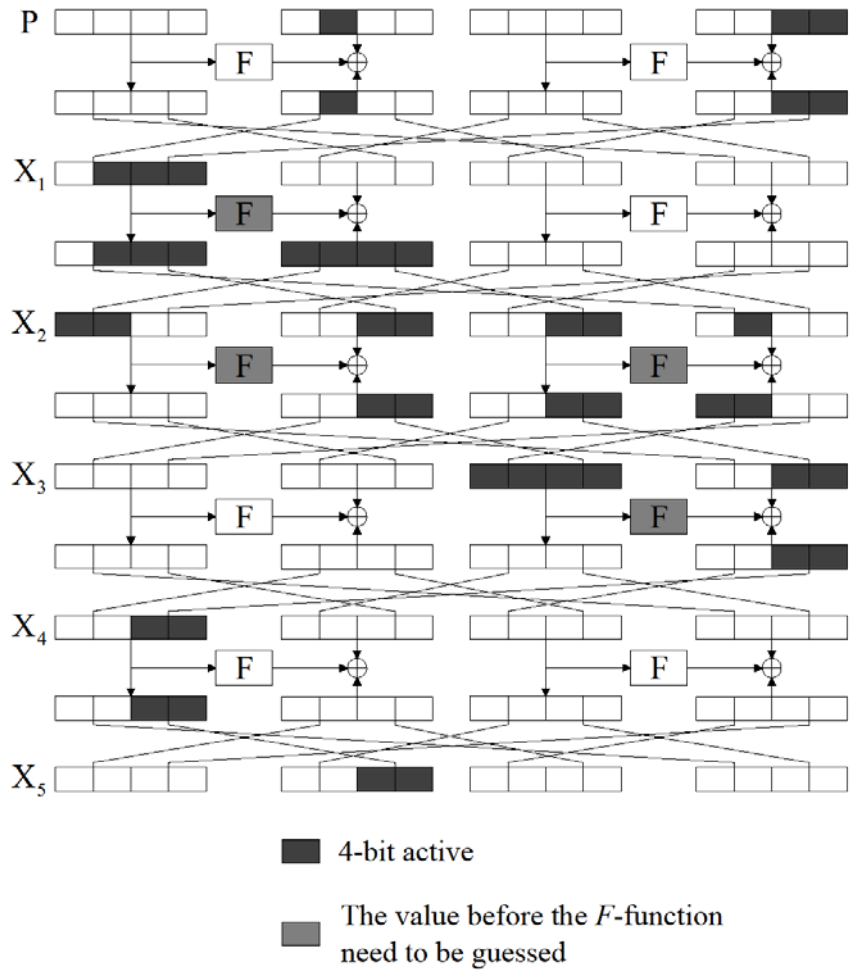 P
F F
X1
F F
X2
F F
X3
F F
X4
F F
X5
4-bit active
The value before the F-function
need to be guessed